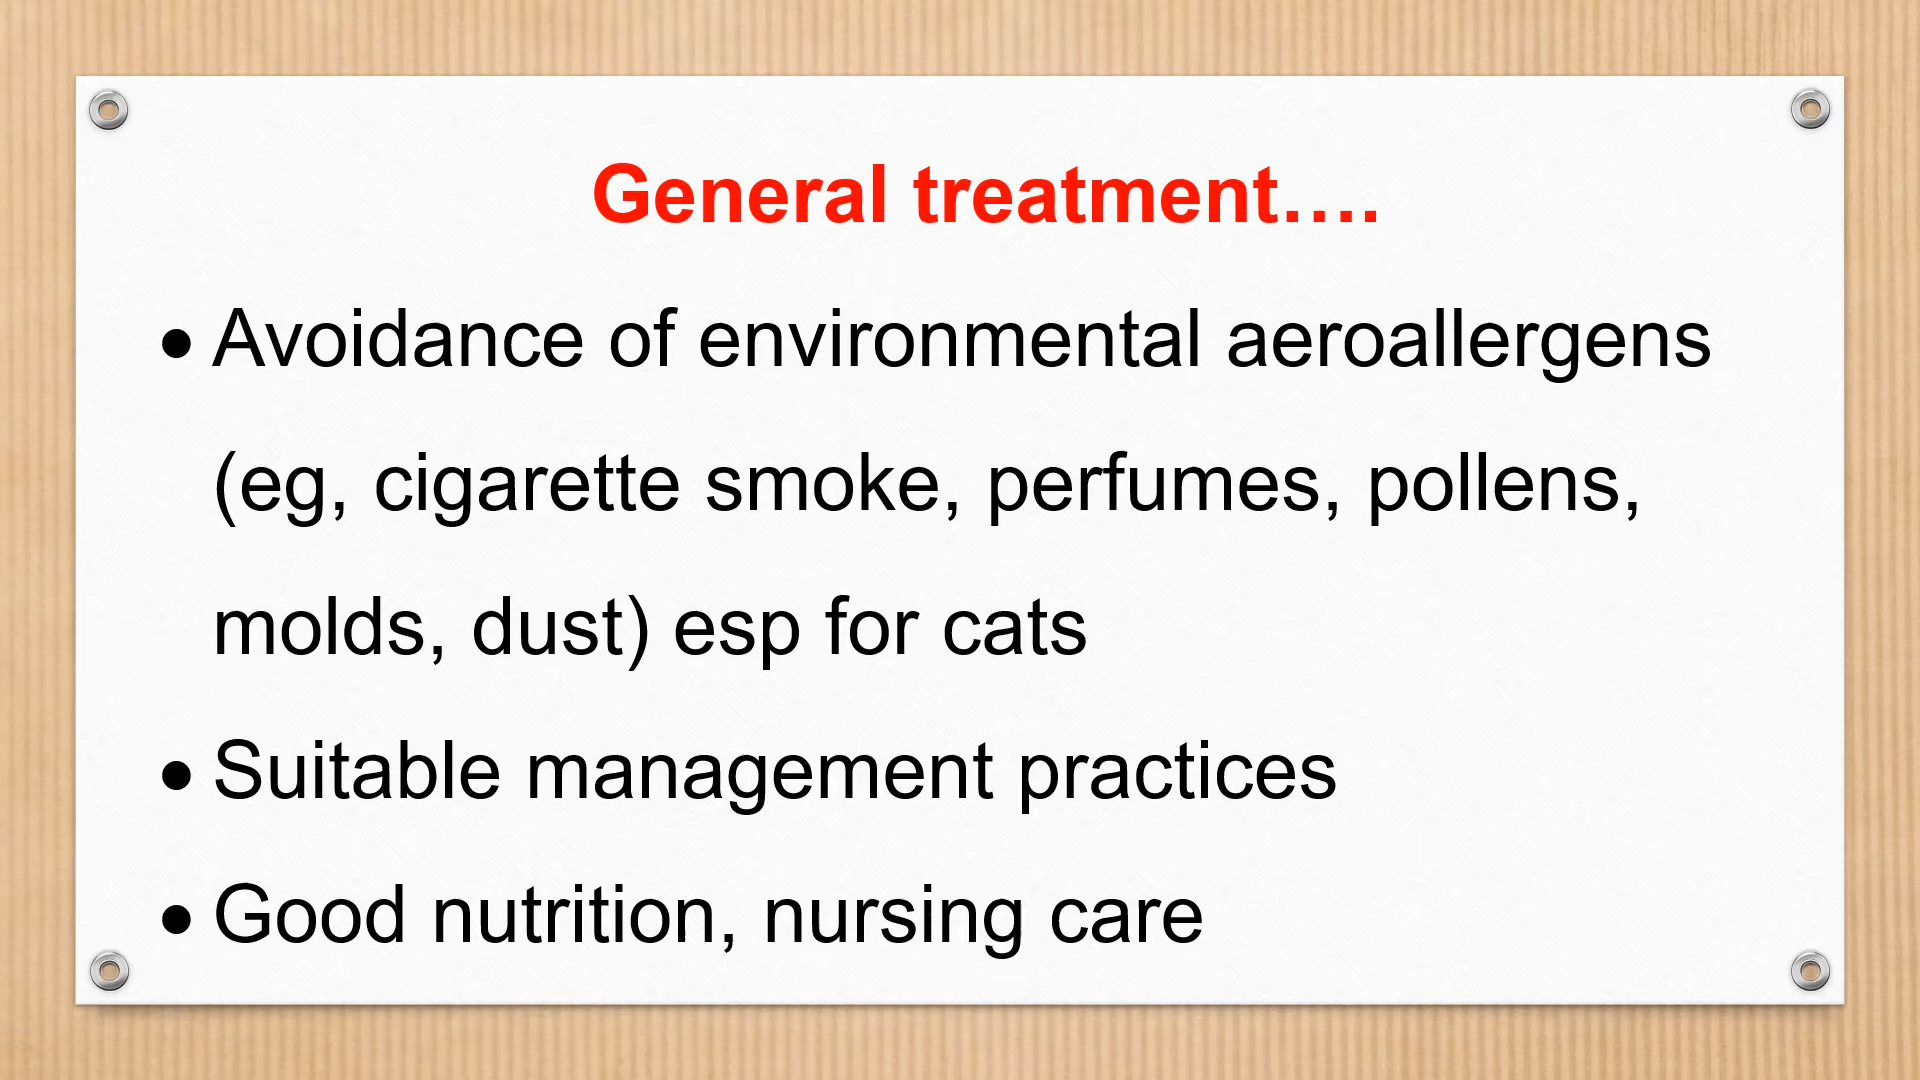 General treatment....
• Avoidance of environmental aeroallergens
(eg, cigarette smoke, perfumes, pollens,
molds, dust) esp for cats
• Suitable management practices
• Good nutrition, nursing care